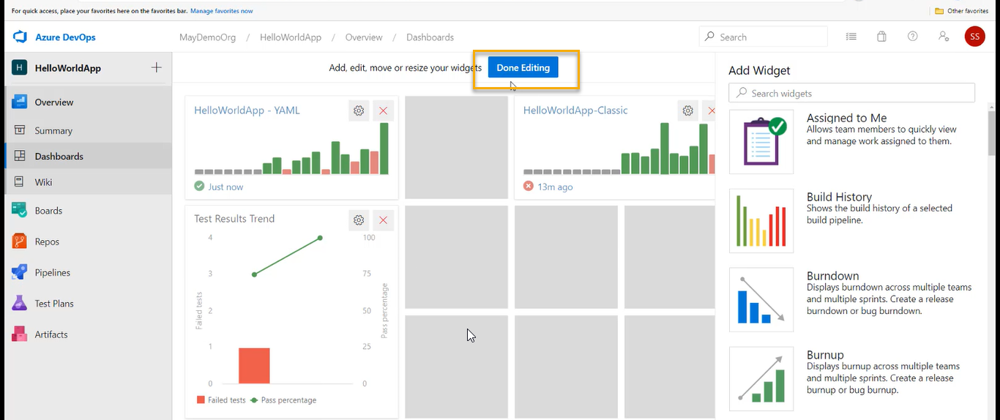 For quick access, place your favorites here on the favorites bar. Manage favorites now
Other favorites
Azure DevOps
MayDemoOrg / HelloWorldApp / Overview / Dashboards
Search
SS
H
HelloWorldApp
Overview
Summary
Dashboards
Wiki
Boards
Repos
Pipelines
Test Plans
Artifacts
Add, edit, move or resize your widgets
Done Editing
HelloWorldApp - YAML
Just now
HelloWorldApp-Classic
13m ago
Test Results Trend
4
3
2
1
0
Failed tests
100
75
50
25
0
Pass percentage
Failed tests
Pass percentage
Add Widget
Search widgets
Assigned to Me
Allows team members to quickly view
and manage work assigned to them.
Build History
Shows the build history of a selected
build pipeline.
Burndown
Displays burndown across multiple teams
and multiple sprints. Create a release
burndown or bug burndown.
Burnup
Displays burnup across multiple teams
and multiple sprints. Create a release
burnup or bug burnup.